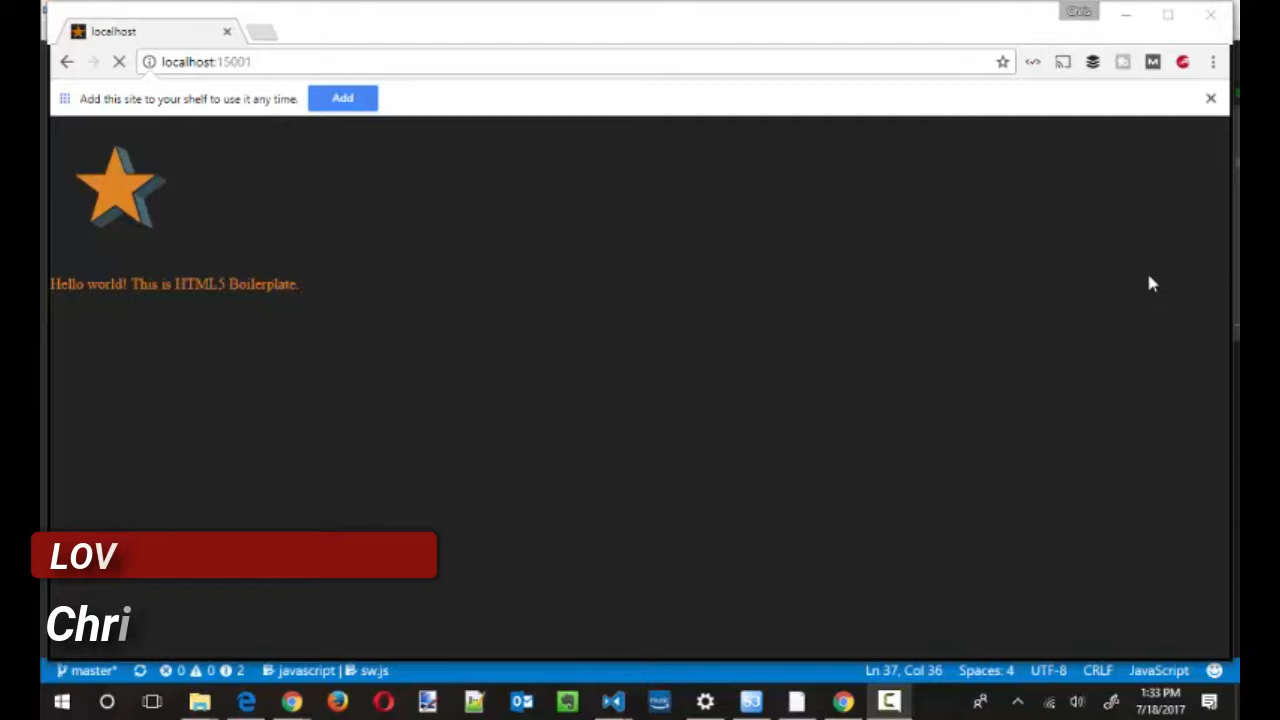 Chris
localhost
localhost:15001
Add this site to your shelf to use it any time. Add
Hello world! This is HTML5 Boilerplate.
LOV
Chri
master* 0 0 2 javascript | sw.js Ln 37, Col 36 Spaces: 4 UTF-8 CRLF JavaScript
1:33 PM
7/18/2017